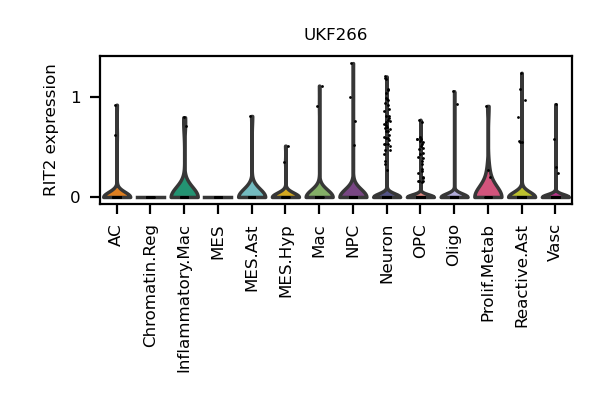 UKF266
RIT2 expression
1
0
AC
Chromatin.Reg
Inflammatory.Mac
MES
MES.Ast
MES.Hyp
Mac
NPC
Neuron
OPC
Oligo
Prolif.Metab
Reactive.Ast
Vasc